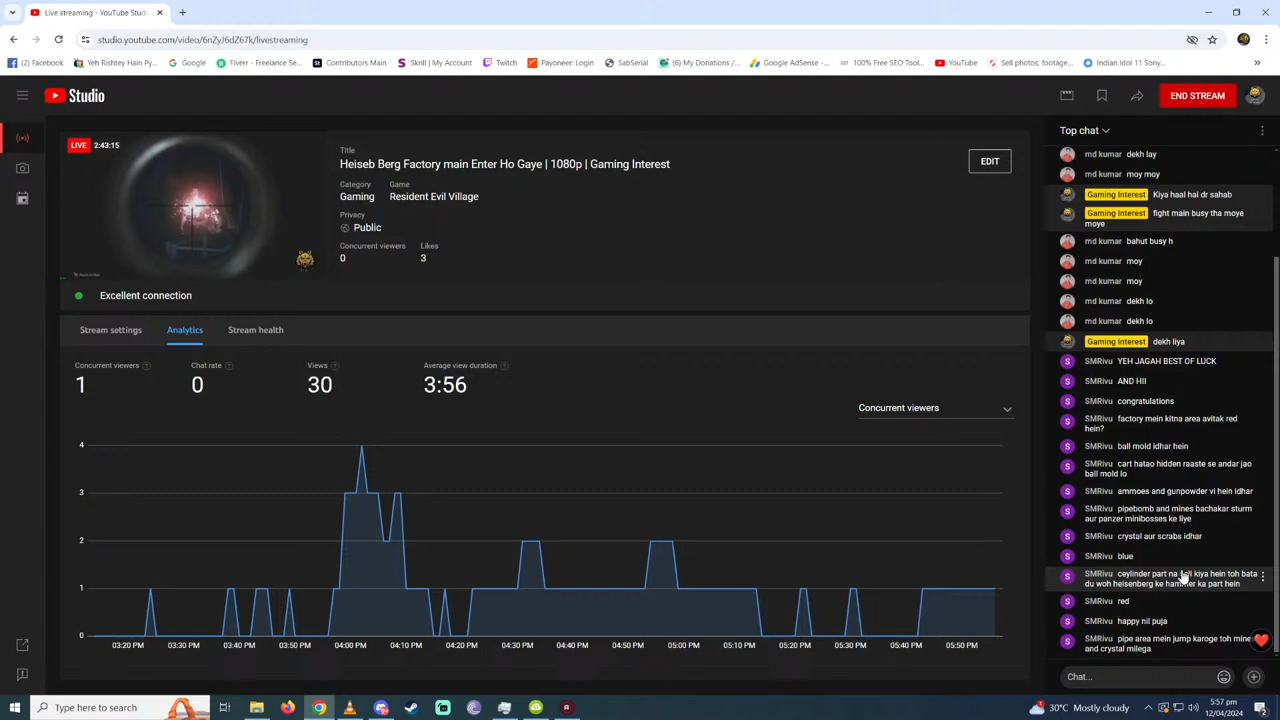 Live streaming - YouTube Stud
studio.youtube.com/video/6nZyJ6dZ67k/livestreaming
(2) Facebook
Yeh Rishtey Hain Py...
Google
Fiverr - Freelance Se...
Contributors Main
Skrill | My Account
Twitch
Payoneer: Login
SabSerial
(1) My Donations /...
Google AdSense -...
100% Free SEO Tool...
YouTube
Sell photos, footage...
Indian Idol 11 Sony...
Studio
END STREAM
LIVE 2:43:15
Title
Heiseb Berg Factory main Enter Ho Gaye | 1080p | Gaming Interest
EDIT
Category Game
Gaming Resident Evil Village
Privacy
Public
Concurrent viewers Likes
0 3
Excellent connection
Stream settings Analytics Stream health
Concurrent viewers Chat rate Views Average view duration
1 0 30 3:56
Concurrent viewers
4
3
2
1
0
03:20 PM 03:30 PM 03:40 PM 03:50 PM 04:00 PM 04:10 PM 04:20 PM 04:30 PM 04:40 PM 04:50 PM 05:00 PM 05:10 PM 05:20 PM 05:30 PM 05:40 PM 05:50 PM
Top chat
md kumar dekh lay
md kumar moy moy
Gaming Interest Kiya haal hai dr sahab
Gaming Interest fight main busy tha moye
moye
md kumar bahut busy h
md kumar moy
md kumar moy
md kumar dekh lo
md kumar dekh lo
Gaming Interest dekh liya
S SMRivu YEH JAGAH BEST OF LUCK
S SMRivu AND HII
S SMRivu congratulations
S SMRivu factory mein kitna area avitak red
hein?
S SMRivu ball mold idhar hein
S SMRivu cart hatao hidden raaste se andar jao
ball mold lo
S SMRivu ammoes and gunpowder vi hein idhar
S SMRivu pipebomb and mines bachakar sturm
aur panzer minibosses ke liye
S SMRivu crystal aur scrabs idhar
S SMRivu blue
S SMRivu ceylinder part na kiya hein toh bata
du woh heisenberg ke hammer ka part hein
S SMRivu red
S SMRivu happy nil puja
S SMRivu pipe area mein jump karoge toh mine
and crystal milega
Chat...
Type here to search
30°C Mostly cloudy
5:57 pm
12/04/2024
2